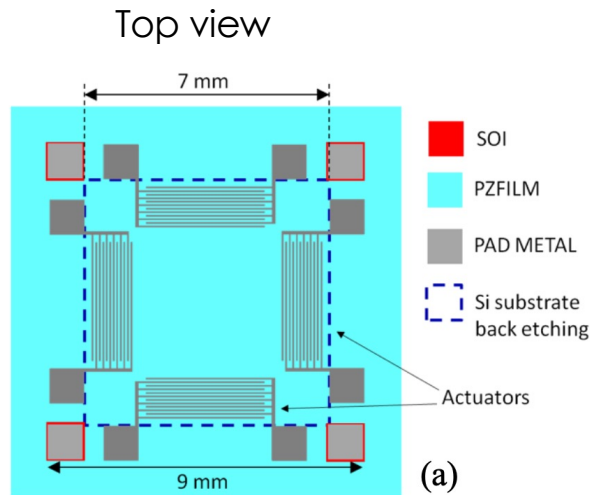 Top view
7 mm
SOI
PZFILM
PAD METAL
Si substrate
back etching
Actuators
9 mm
(a)